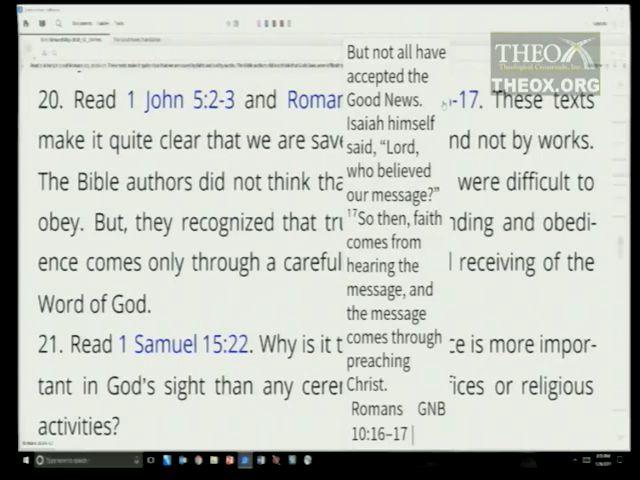 THEOX
THEOX.ORG
20. Read 1 John 5:2-3 and Roman -17. These texts
make it quite clear that we are save nd not by works.
The Bible authors did not think tha were difficult to
obey. But, they recognized that tru nding and obedi-
ence comes only through a careful receiving of the
Word of God.
21. Read 1 Samuel 15:22. Why is it t ce is more impor-
tant in God's sight than any cerem fices or religious
activities?
But not all have
accepted the
Good News.
Isaiah himself
said, “Lord,
who believed
our message?”
17So then, faith
comes from
hearing the
message, and
the message
comes through
preaching
Christ.
Romans GNB
10:16–17